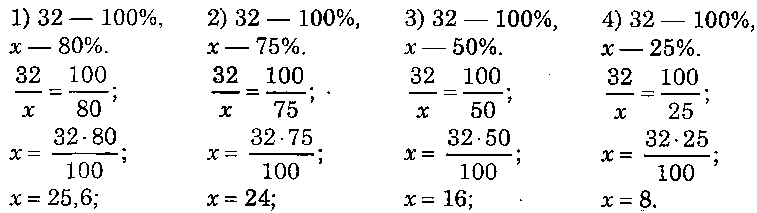 1) 32 — 100%,
x — 80%.
32/x = 100/80;
x = 32·80/100;
x = 25,6;
2) 32 — 100%,
x — 75%.
32/x = 100/75;
x = 32·75/100;
x = 24;
3) 32 — 100%,
x — 50%.
32/x = 100/50;
x = 32·50/100;
x = 16;
4) 32 — 100%,
x — 25%.
32/x = 100/25;
x = 32·25/100;
x = 8.